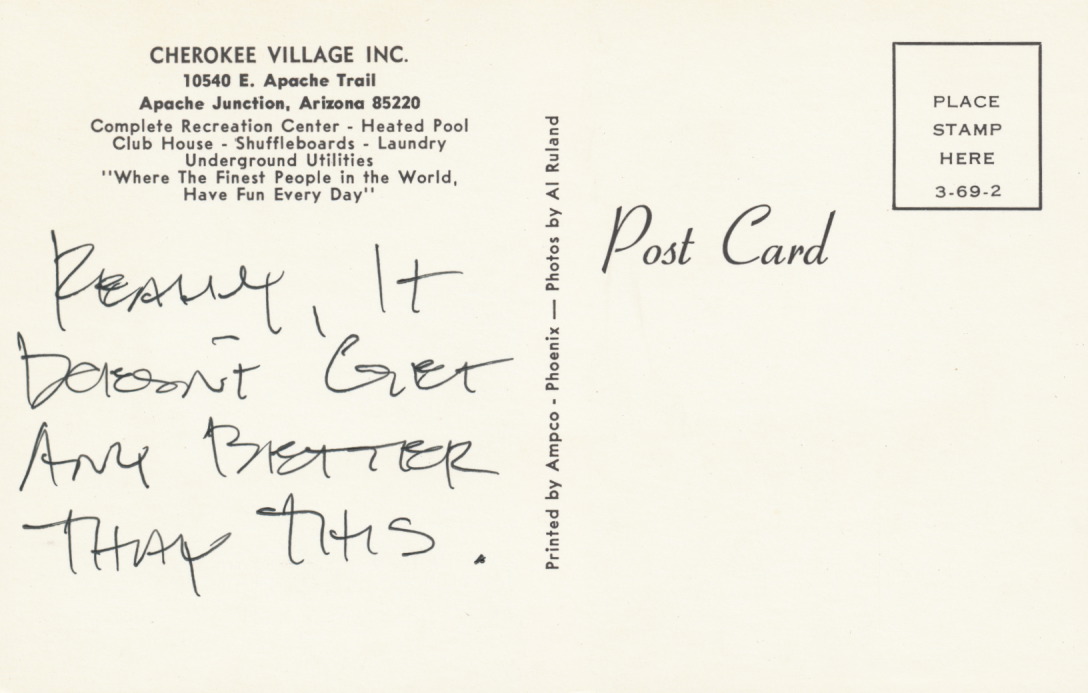 CHEROKEE VILLAGE INC.
10540 E. Apache Trail
Apache Junction, Arizona 85220
Complete Recreation Center - Heated Pool
Club House - Shuffleboards - Laundry
Underground Utilities
"Where The Finest People in the World,
Have Fun Every Day"
REALLY, IT
DOESN'T GET
ANY BETTER
THAN THIS.
Printed by Ampco - Phoenix — Photos by Al Ruland
Post Card
PLACE
STAMP
HERE
3-69-2